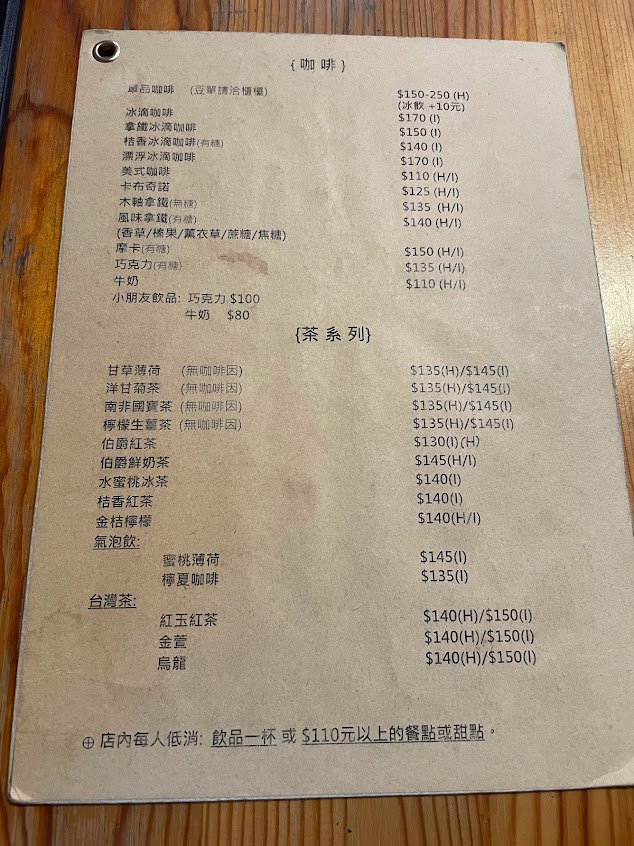 { 咖 啡 }
單品咖啡 (豆單請洽櫃檯) $150-250 (H)
(冰飲 +10元)
冰滴咖啡 $170 (I)
拿鐵冰滴咖啡 $150 (I)
桔香冰滴咖啡(有糖) $140 (I)
漂浮冰滴咖啡 $170 (I)
美式咖啡 $110 (H/I)
卡布奇諾 $125 (H/I)
木軸拿鐵(無糖) $135 (H/I)
風味拿鐵(有糖) $140 (H/I)
(香草/榛果/薰衣草/蔗糖/焦糖)
摩卡(有糖) $150 (H/I)
巧克力(有糖) $135 (H/I)
牛奶 $110 (H/I)
小朋友飲品: 巧克力 $100
牛奶 $80
{茶 系 列}
甘草薄荷 (無咖啡因) $135(H)/$145(I)
洋甘菊茶 (無咖啡因) $135(H)/$145(I)
南非國寶茶 (無咖啡因) $135(H)/$145(I)
檸檬生薑茶 (無咖啡因) $135(H)/$145(I)
伯爵紅茶 $130(I)(H)
伯爵鮮奶茶 $145(H/I)
水蜜桃冰茶 $140(I)
桔香紅茶 $140(I)
金桔檸檬 $140(H/I)
氣泡飲:
蜜桃薄荷 $145(I)
檸夏咖啡 $135(I)
台灣茶:
紅玉紅茶 $140(H)/$150(I)
金萱 $140(H)/$150(I)
烏龍 $140(H)/$150(I)
⊕ 店內每人低消: 飲品一杯 或 $110元以上的餐點或甜點。